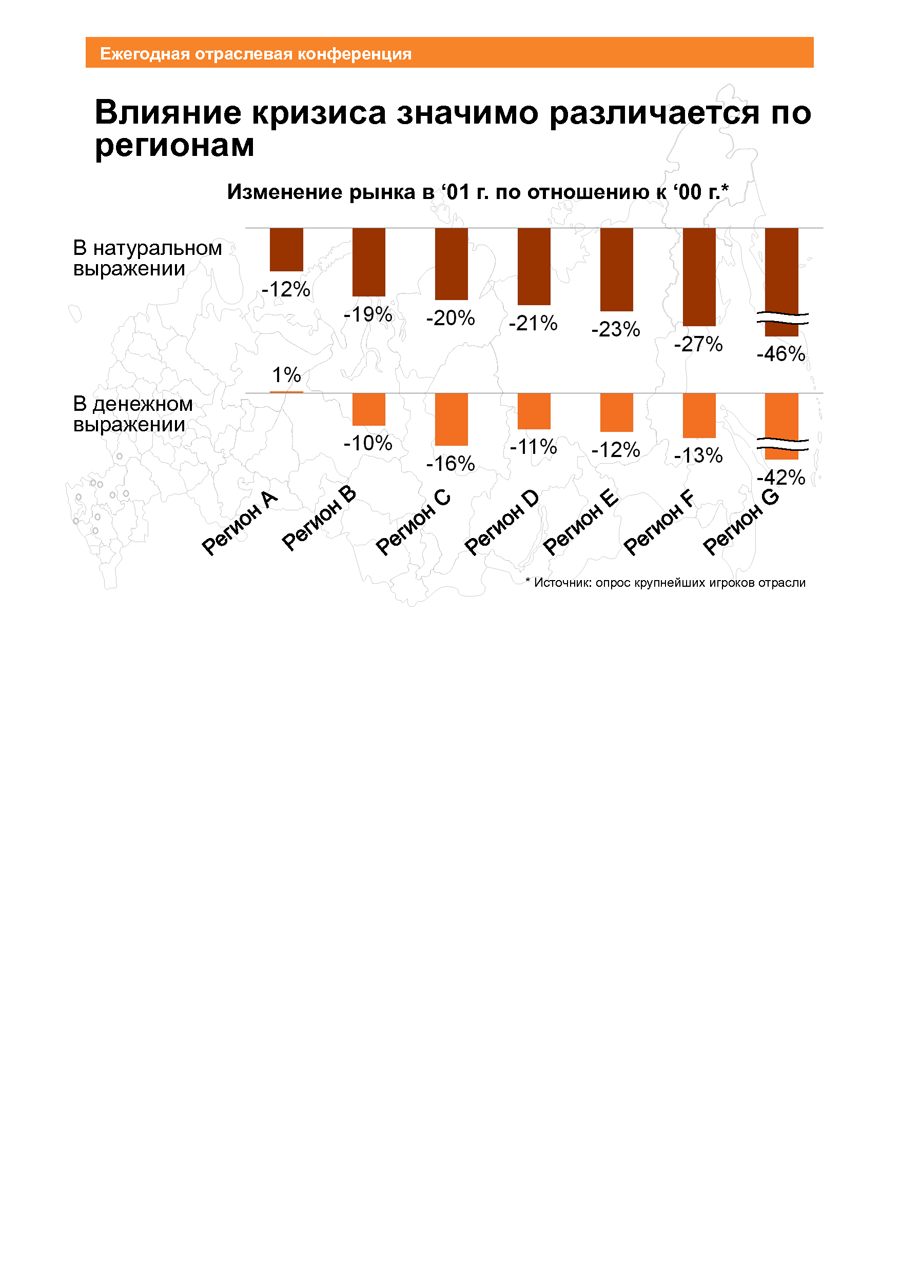 Ежегодная отраслевая конференция
Влияние кризиса значимо различается по
регионам
Изменение рынка в ‘01 г. по отношению к ‘00 г.*
В натуральном
выражении
-12%
-19%
-20%
-21%
-23%
-27%
-46%
1%
В денежном
выражении
-10%
-16%
-11%
-12%
-13%
-42%
Регион A
Регион B
Регион C
Регион D
Регион E
Регион F
Регион G
* Источник: опрос крупнейших игроков отрасли